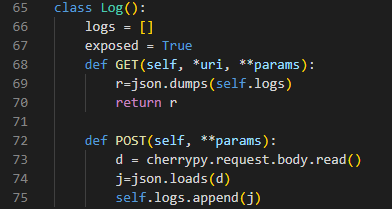 65 class Log():
66     logs = []
67     exposed = True
68     def GET(self, *uri, **params):
69         r=json.dumps(self.logs)
70         return r
71
72     def POST(self, **params):
73         d = cherrypy.request.body.read()
74         j=json.loads(d)
75         self.logs.append(j)